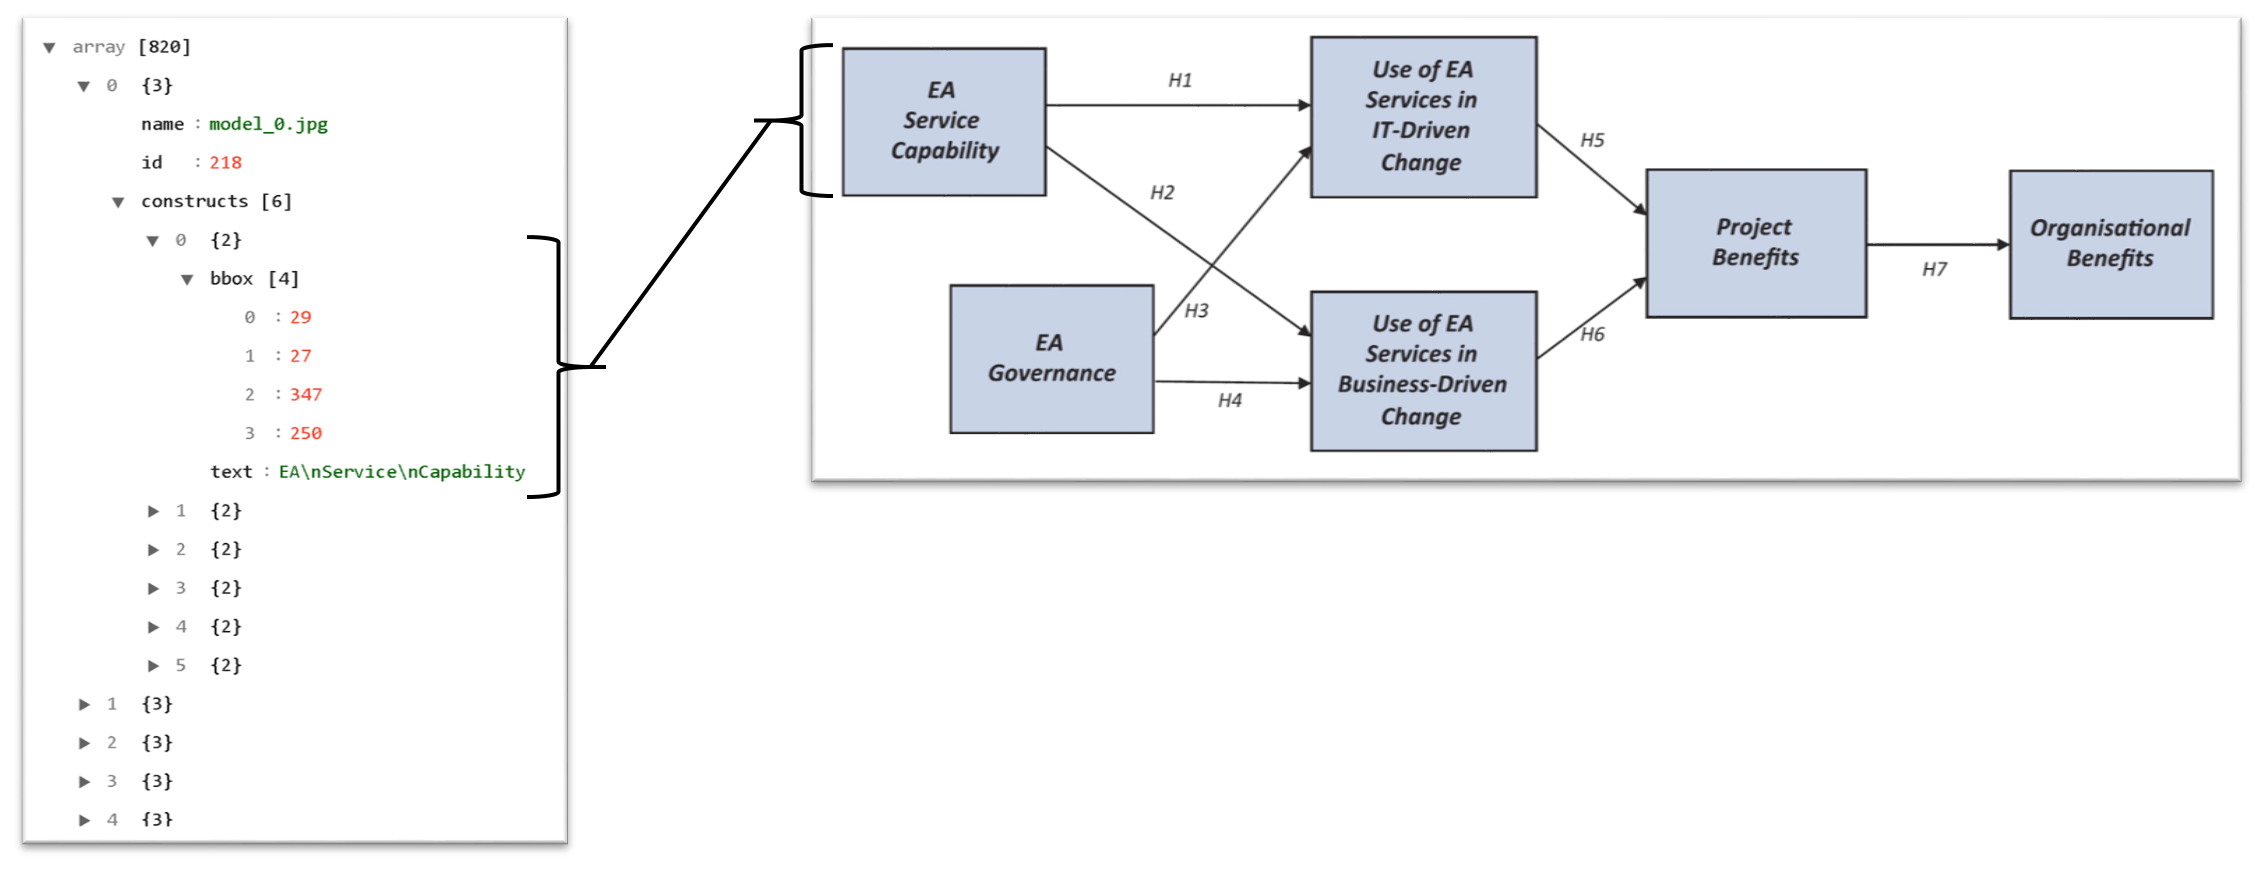 array [820]
0 {3}
name : model_0.jpg
id : 218
constructs [6]
0 {2}
bbox [4]
0 : 29
1 : 27
2 : 347
3 : 250
text : EA\nService\nCapability
1 {2}
2 {2}
3 {2}
4 {2}
5 {2}
1 {3}
2 {3}
3 {3}
4 {3}
EA
Service
Capability
H1
Use of EA
Services in
IT-Driven
Change
H2
H3
EA
Governance
H4
Use of EA
Services in
Business-Driven
Change
H5
H6
Project
Benefits
H7
Organisational
Benefits